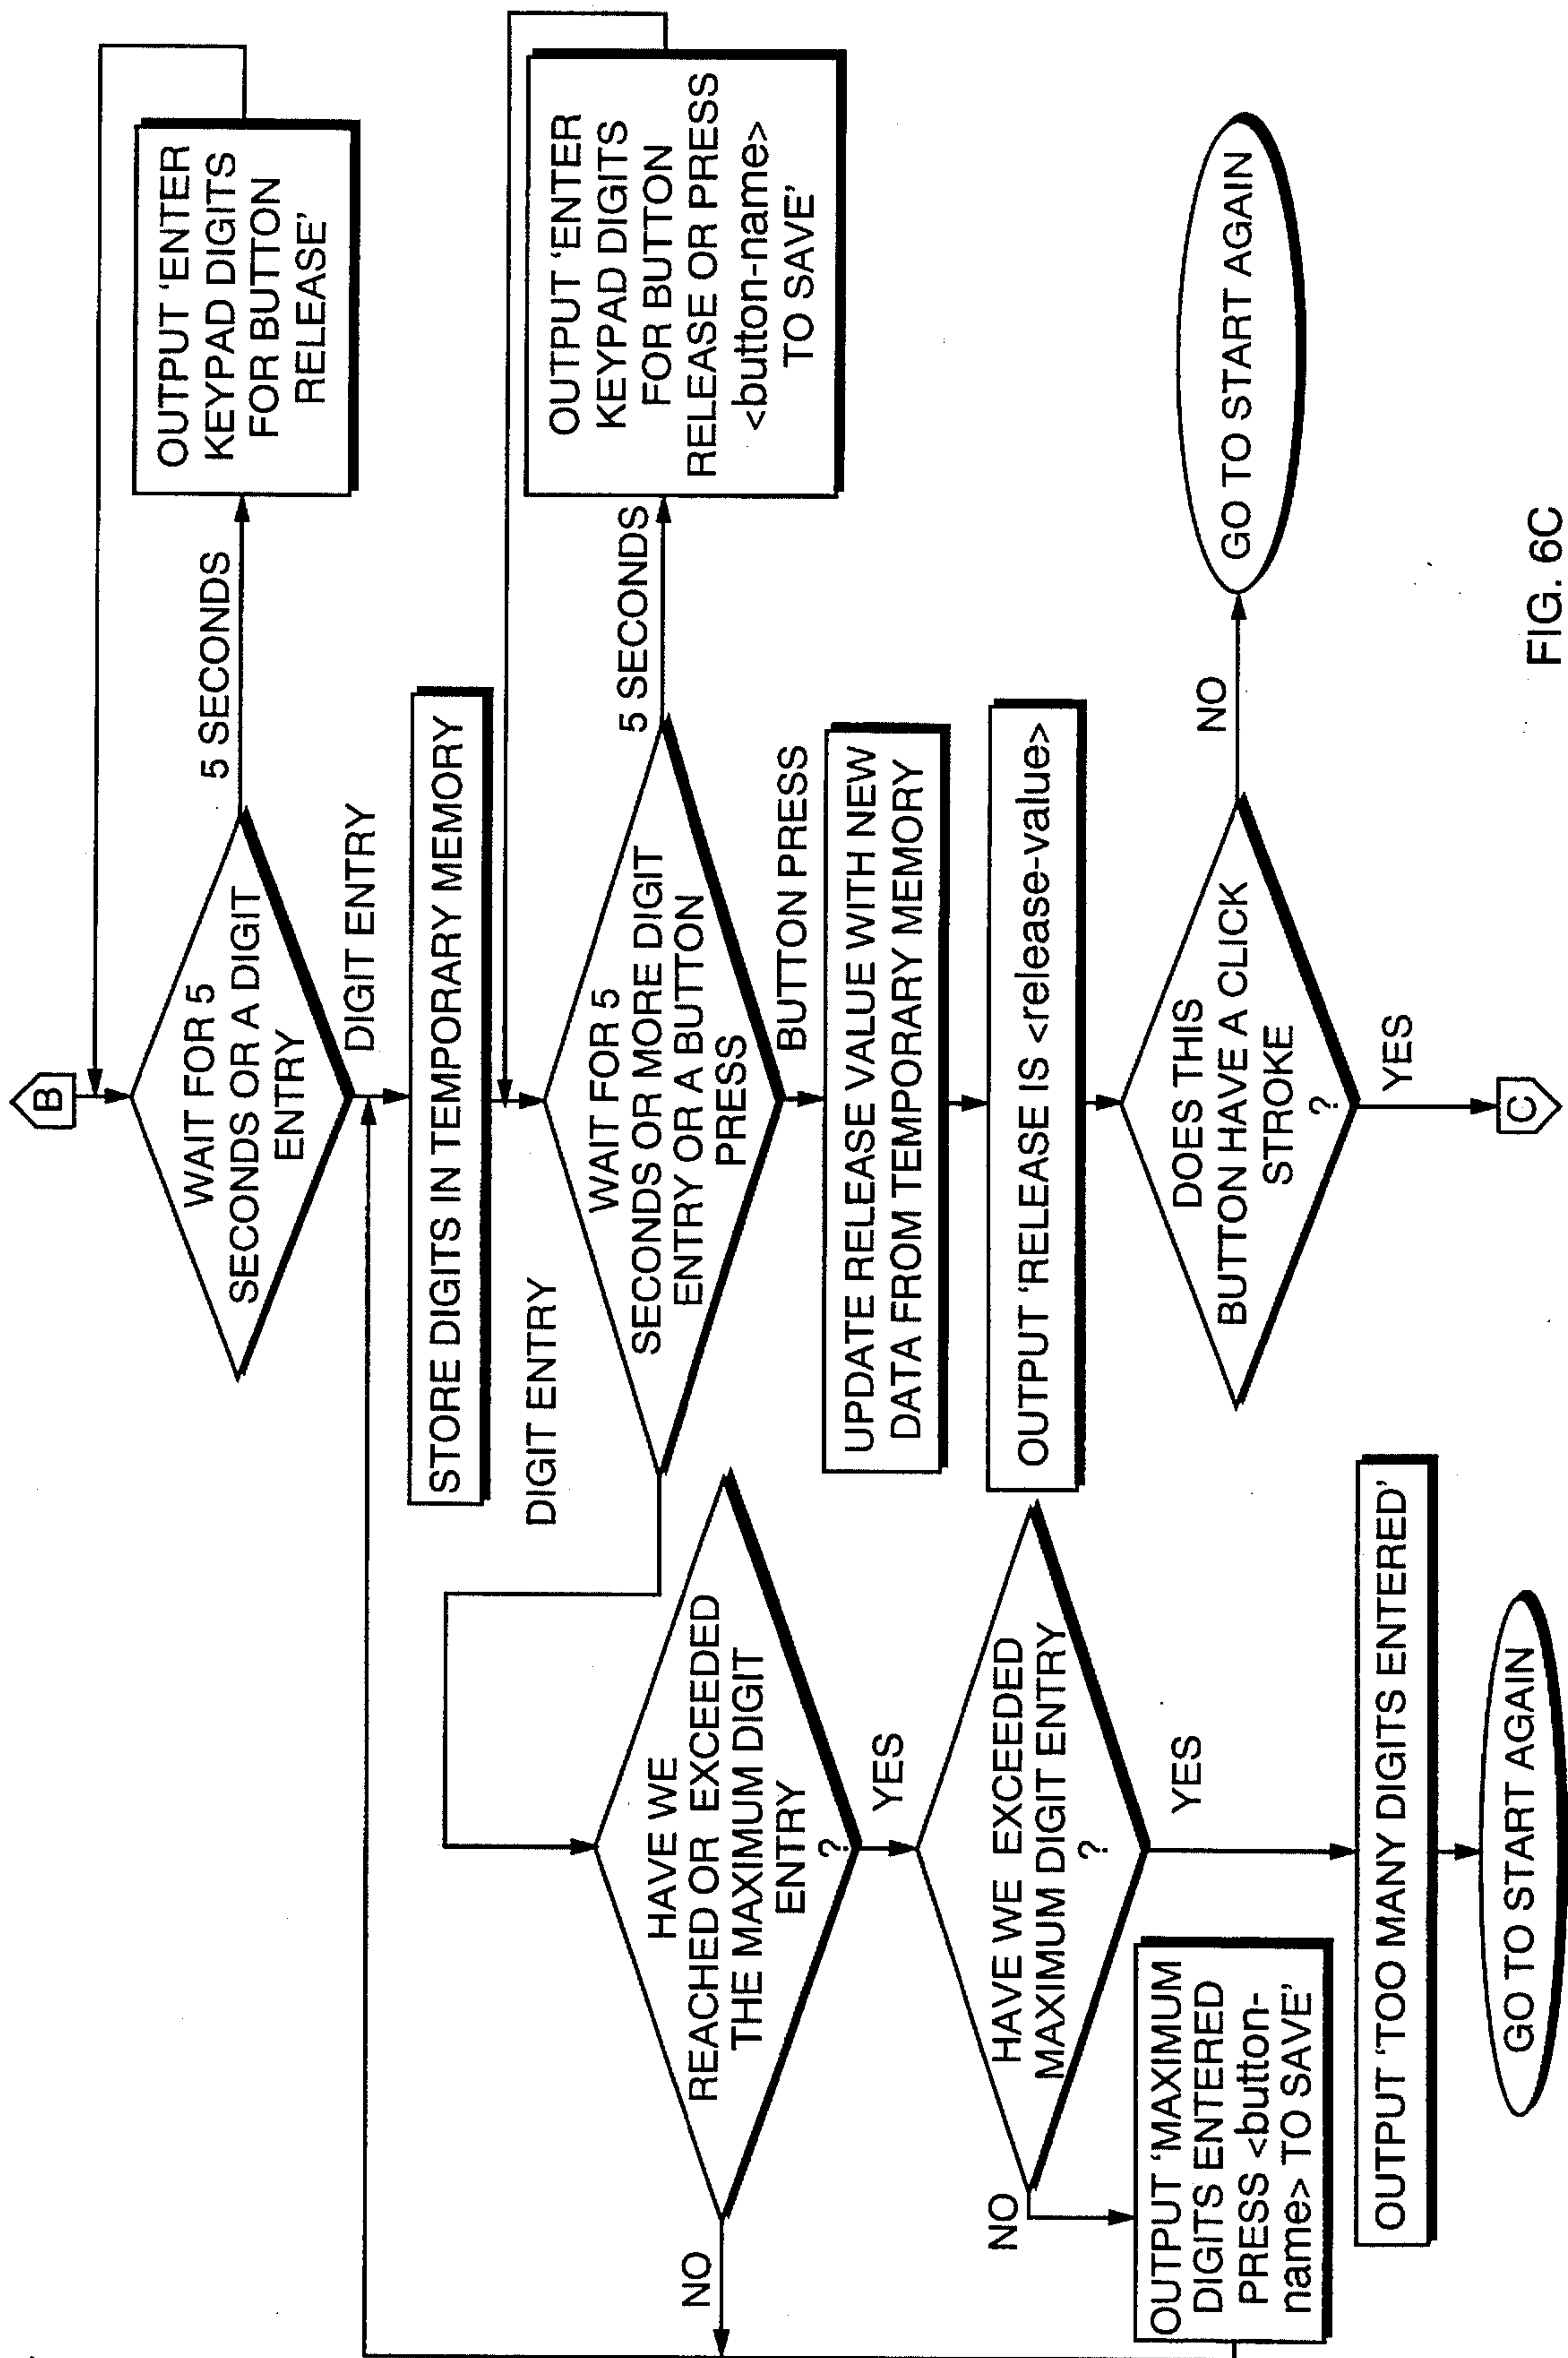 B
WAIT FOR 5
SECONDS OR A DIGIT
ENTRY
5 SECONDS
OUTPUT 'ENTER
KEYPAD DIGITS
FOR BUTTON
RELEASE'
DIGIT ENTRY
STORE DIGITS IN TEMPORARY MEMORY
WAIT FOR 5
SECONDS OR MORE DIGIT
ENTRY OR A BUTTON
PRESS
5 SECONDS
OUTPUT 'ENTER
KEYPAD DIGITS
FOR BUTTON
RELEASE OR PRESS
<button-name>
TO SAVE'
DIGIT ENTRY
HAVE WE
REACHED OR EXCEEDED
THE MAXIMUM DIGIT
ENTRY
?
NO
YES
HAVE WE EXCEEDED
MAXIMUM DIGIT ENTRY
?
NO
OUTPUT 'MAXIMUM
DIGITS ENTERED
PRESS <button-
name> TO SAVE'
YES
OUTPUT 'TOO MANY DIGITS ENTERED'
GO TO START AGAIN
BUTTON PRESS
UPDATE RELEASE VALUE WITH NEW
DATA FROM TEMPORARY MEMORY
OUTPUT 'RELEASE IS <release-value>
DOES THIS
BUTTON HAVE A CLICK
STROKE
?
NO
GO TO START AGAIN
YES
C
FIG. 6C